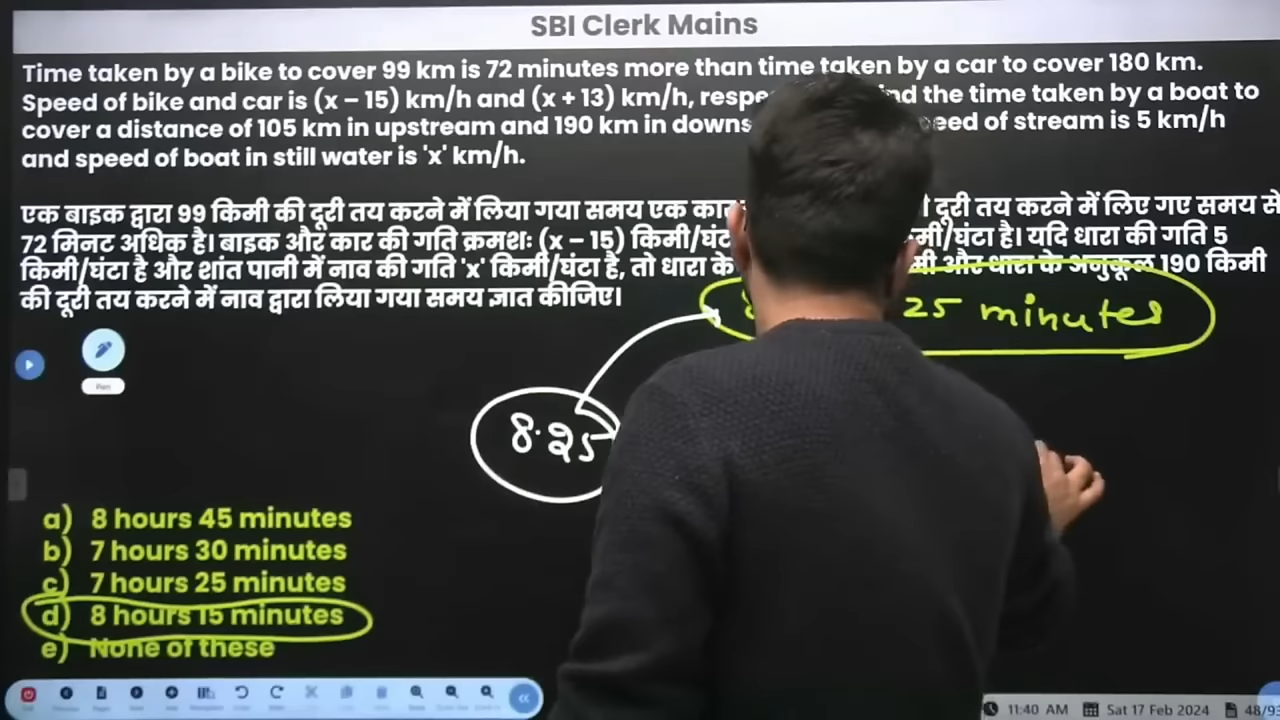 SBI Clerk Mains
Time taken by a bike to cover 99 km is 72 minutes more than time taken by a car to cover 180 km.
Speed of bike and car is (x – 15) km/h and (x + 13) km/h, respe nd the time taken by a boat to
cover a distance of 105 km in upstream and 190 km in downs eed of stream is 5 km/h
and speed of boat in still water is 'x' km/h.
एक बाइक द्वारा 99 किमी की दूरी तय करने में लिया गया समय एक का दूरी तय करने में लिए गए समय से
72 मिनट अधिक है। बाइक और कार की गति क्रमशः (x – 15) किमी/घंट मी/घंटा है। यदि धारा की गति 5
किमी/घंटा है और शांत पानी में नाव की गति 'x' किमी/घंटा है, तो धारा के मी और धारा के अनुकूल 190 किमी
की दूरी तय करने में नाव द्वारा लिया गया समय ज्ञात कीजिए।
25 minutes
Pen
8.25
a) 8 hours 45 minutes
b) 7 hours 30 minutes
c) 7 hours 25 minutes
d) 8 hours 15 minutes
e) None of these
11:40 AM Sat 17 Feb 2024 48/93